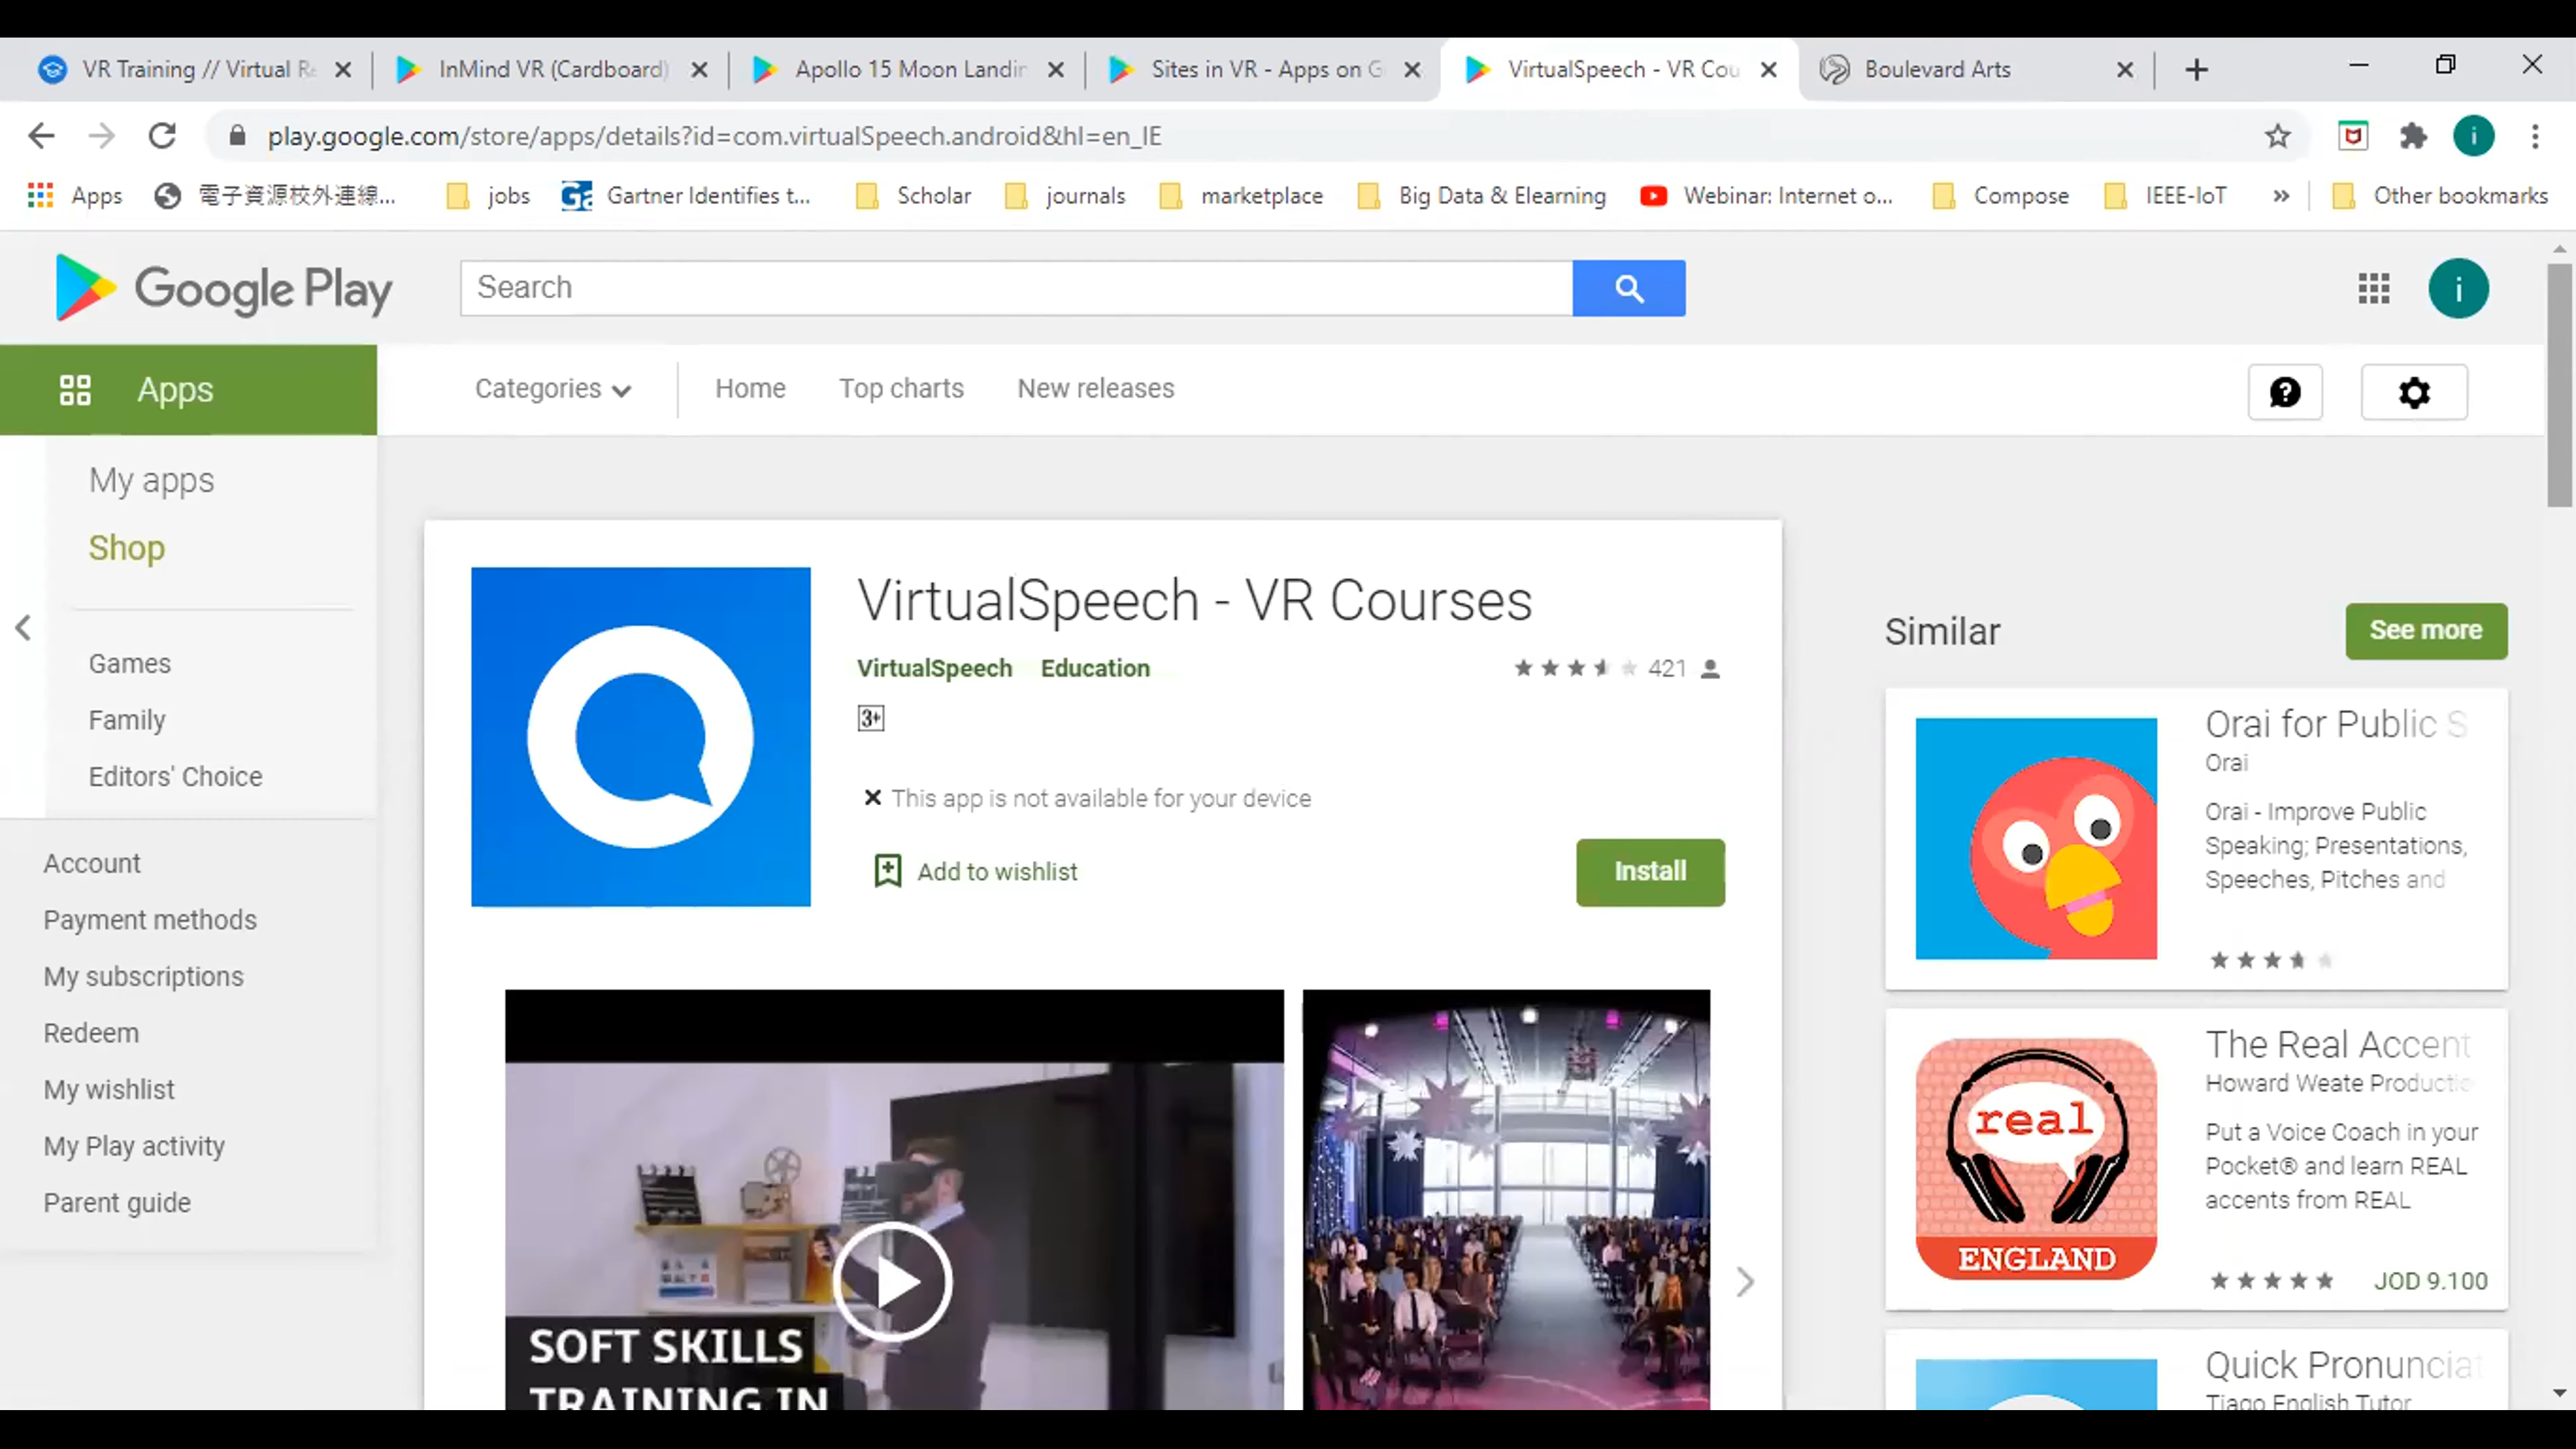 VR Training // Virtual Re
InMind VR (Cardboard)
Apollo 15 Moon Landin
Sites in VR - Apps on G
VirtualSpeech - VR Cou
Boulevard Arts
play.google.com/store/apps/details?id=com.virtualSpeech.android&hl=en_IE
i
Apps
電子資源校外連線...
jobs
Gartner Identifies t...
Scholar
journals
marketplace
Big Data & Elearning
Webinar: Internet o...
Compose
IEEE-IoT
»
Other bookmarks
Google Play
Search
i
Apps
Categories
Home
Top charts
New releases
My apps
Shop
Games
Family
Editors' Choice
Account
Payment methods
My subscriptions
Redeem
My wishlist
My Play activity
Parent guide
VirtualSpeech - VR Courses
VirtualSpeech Education
421
3+
This app is not available for your device
Add to wishlist
Install
SOFT SKILLS
TRAINING IN
Similar
See more
Orai for Public S
Orai
Orai - Improve Public
Speaking; Presentations,
Speeches, Pitches and
real
ENGLAND
The Real Accent
Howard Weate Productio
Put a Voice Coach in your
Pocket® and learn REAL
accents from REAL
JOD 9.100
Quick Pronunciat
Tiago English Tutor